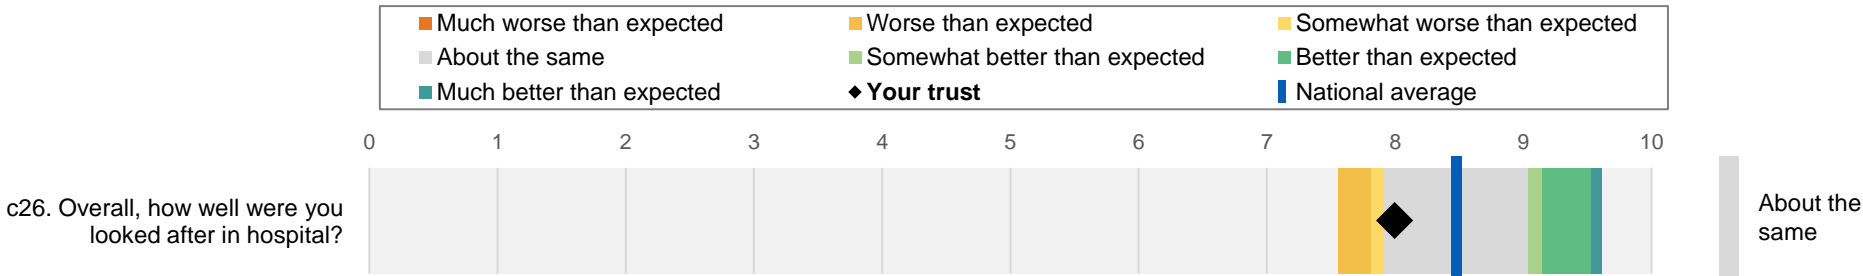 Much worse than expected
Worse than expected
Somewhat worse than expected
About the same
Somewhat better than expected
Better than expected
Much better than expected
Your trust
National average
0 1 2 3 4 5 6 7 8 9 10
c26. Overall, how well were you
looked after in hospital?
About the
same